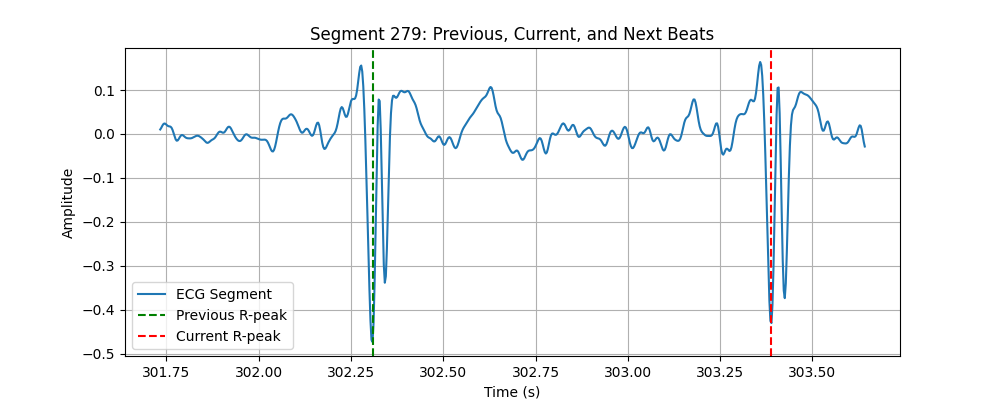 Segment 279: Previous, Current, and Next Beats
Amplitude
0.1
0.0
−0.1
−0.2
−0.3
−0.4
−0.5
ECG Segment
Previous R-peak
Current R-peak
301.75 302.00 302.25 302.50 302.75 303.00 303.25 303.50
Time (s)